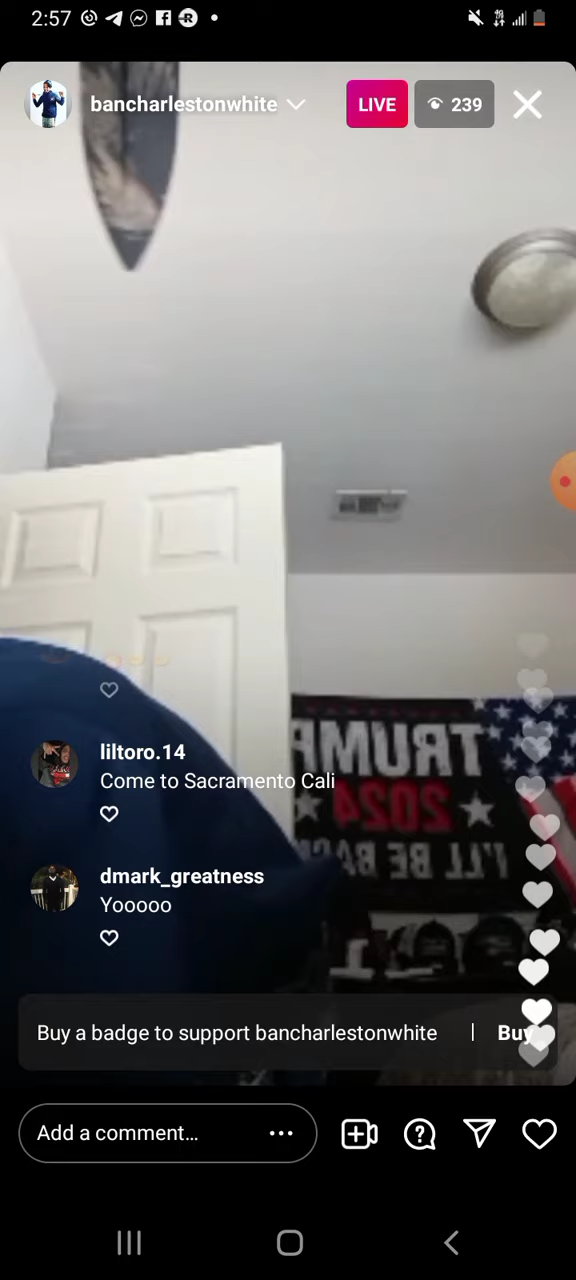 2:57
bancharlestonwhite
LIVE
239
TRUMP
2024
I'LL BE BACK
liltoro.14
Come to Sacramento Cali
dmark_greatness
Yooooo
Buy a badge to support bancharlestonwhite | Buy
Add a comment…